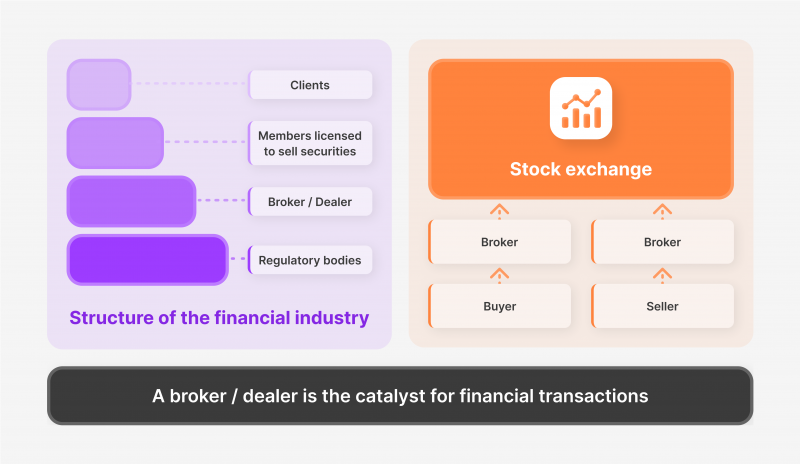 Clients
Members licensed
to sell securities
Broker / Dealer
Regulatory bodies
Structure of the financial industry
Stock exchange
Broker
Broker
Buyer
Seller
A broker / dealer is the catalyst for financial transactions